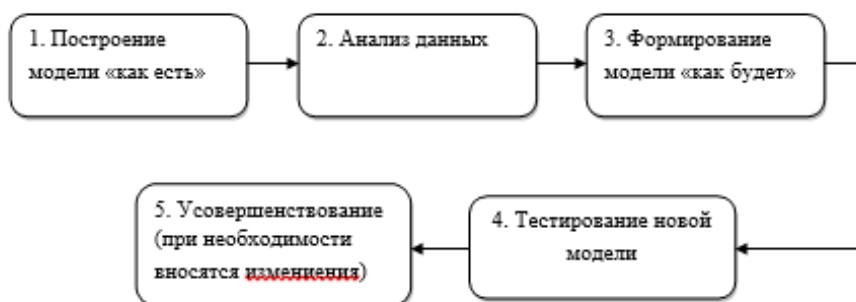 1. Построение
модели «как есть»
2. Анализ данных
3. Формирование
модели «как будет»
4. Тестирование новой
модели
5. Усовершенствование
(при необходимости
вносятся измениения)